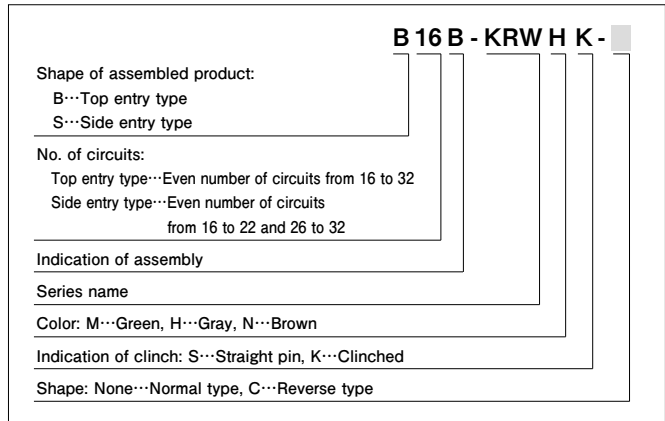 B 16 B - KRW H K -
Shape of assembled product:
B···Top entry type
S···Side entry type
No. of circuits:
Top entry type···Even number of circuits from 16 to 32
Side entry type···Even number of circuits
from 16 to 22 and 26 to 32
Indication of assembly
Series name
Color: M···Green, H···Gray, N···Brown
Indication of clinch: S···Straight pin, K···Clinched
Shape: None···Normal type, C···Reverse type